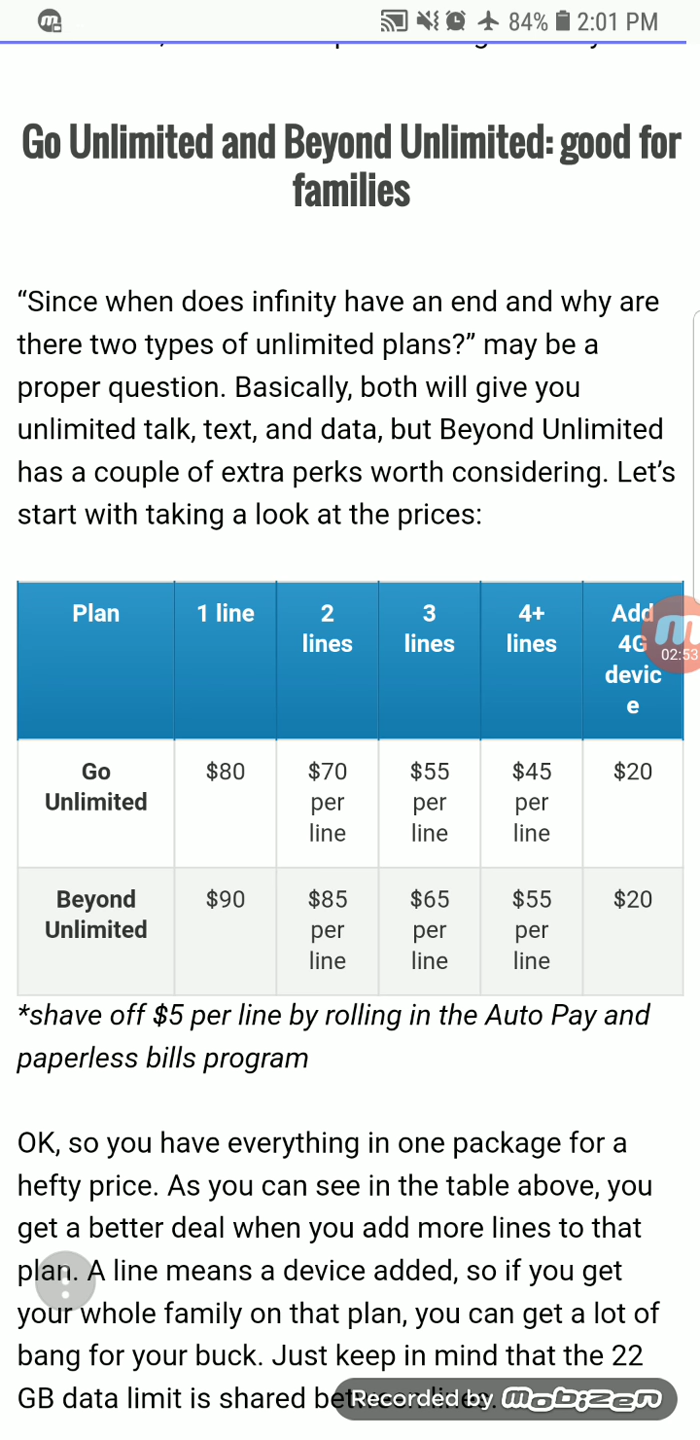 84% 2:01 PM
Go Unlimited and Beyond Unlimited: good for
families
“Since when does infinity have an end and why are
there two types of unlimited plans?” may be a
proper question. Basically, both will give you
unlimited talk, text, and data, but Beyond Unlimited
has a couple of extra perks worth considering. Let’s
start with taking a look at the prices:
Plan 1 line 2 lines 3 lines 4+ lines Add 4G device
02:53
Go Unlimited $80 $70 per line $55 per line $45 per line $20
Beyond Unlimited $90 $85 per line $65 per line $55 per line $20
*shave off $5 per line by rolling in the Auto Pay and
paperless bills program
OK, so you have everything in one package for a
hefty price. As you can see in the table above, you
get a better deal when you add more lines to that
plan. A line means a device added, so if you get
your whole family on that plan, you can get a lot of
bang for your buck. Just keep in mind that the 22
GB data limit is shared between lines.
Recorded by mobizen